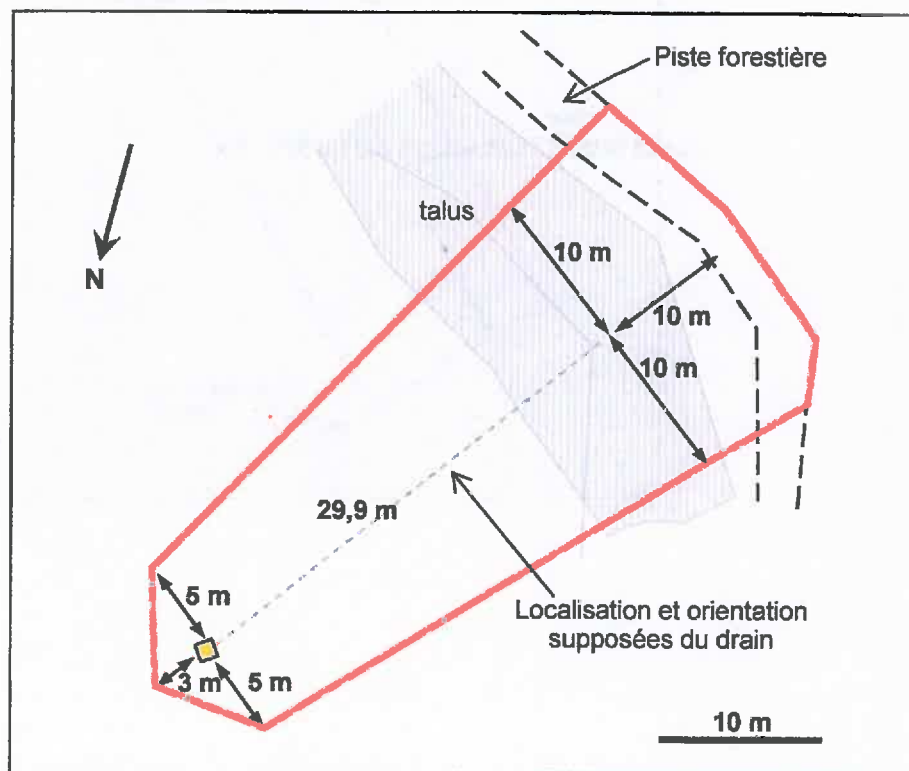 Piste forestière
talus
N
10 m
10 m
10 m
29,9 m
Localisation et orientation
supposées du drain
5 m
3 m
5 m
10 m